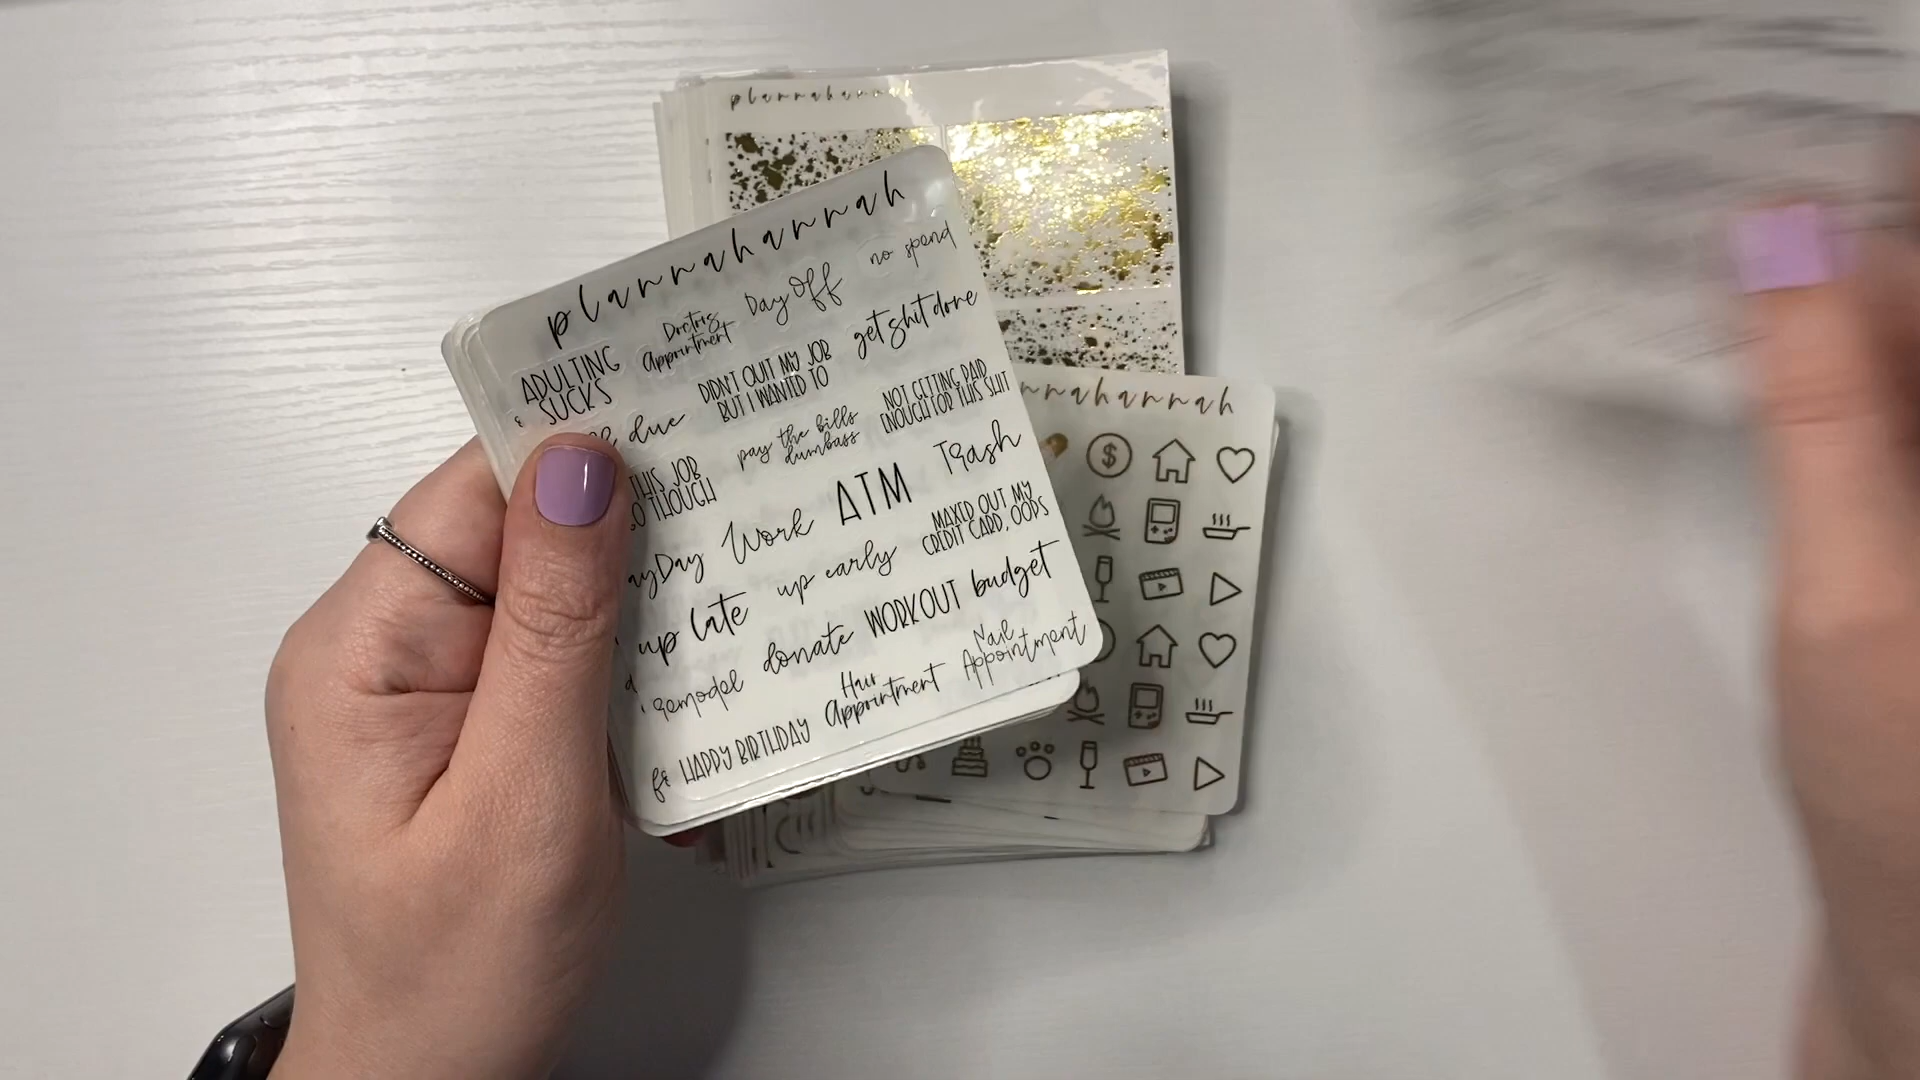 plannahannah
plannahannah
Doctors Appointment Day Off no spend
ADULTING SUCKS DIDN'T QUIT MY JOB BUT I WANTED TO get shit done
due pay the bills dumbass NOT GETTING PAID ENOUGH FOR THIS SHIT
THIS JOB THOUGH ATM Trash
ayDay Work up early MAXED OUT MY CREDIT CARD, OOPS
up late donate WORKOUT budget
remodel Hair Appointment Nail Appointment
HAPPY BIRTHDAY
nnahannah
$